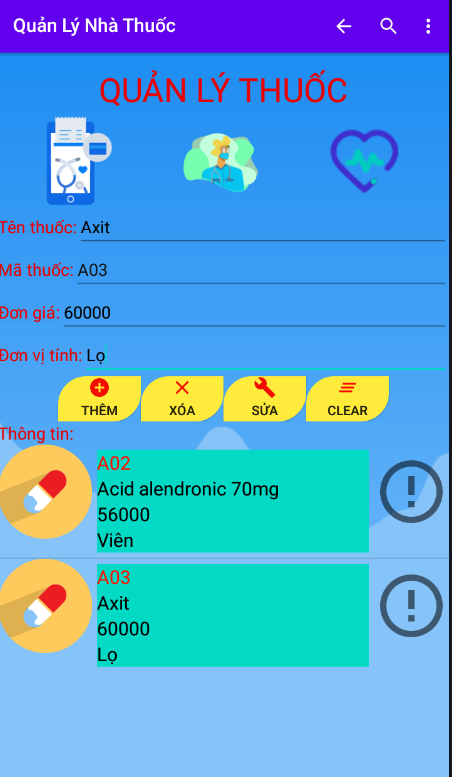 Quản Lý Nhà Thuốc
QUẢN LÝ THUỐC
Tên thuốc: Axit
Mã thuốc: A03
Đơn giá: 60000
Đơn vị tính: Lọ
THÊM XÓA SỬA CLEAR
Thông tin:
A02
Acid alendronic 70mg
56000
Viên
A03
Axit
60000
Lọ